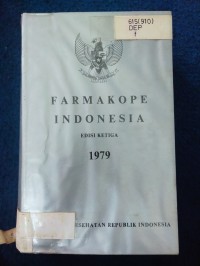 615(910)
DEP
f
FARMAKOPE
INDONESIA
EDISI KETIGA
1979
KESEHATAN REPUBLIK INDONESIA